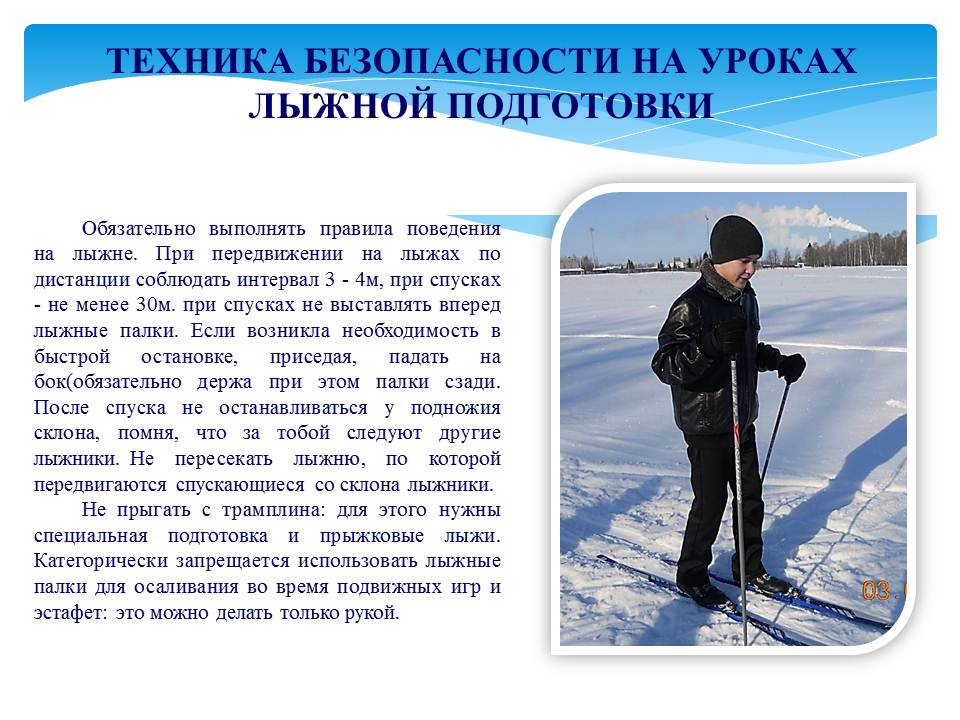 ТЕХНИКА БЕЗОПАСНОСТИ НА УРОКАХ
ЛЫЖНОЙ ПОДГОТОВКИ
Обязательно выполнять правила поведения
на лыжне. При передвижении на лыжах по
дистанции соблюдать интервал 3 - 4м, при спусках
- не менее 30м. при спусках не выставлять вперед
лыжные палки. Если возникла необходимость в
быстрой остановке, приседая, падать на
бок(обязательно держа при этом палки сзади.
После спуска не останавливаться у подножия
склона, помня, что за тобой следуют другие
лыжники. Не пересекать лыжню, по которой
передвигаются спускающиеся со склона лыжники.
Не прыгать с трамплина: для этого нужны
специальная подготовка и прыжковые лыжи.
Категорически запрещается использовать лыжные
палки для осаливания во время подвижных игр и
эстафет: это можно делать только рукой.
03.